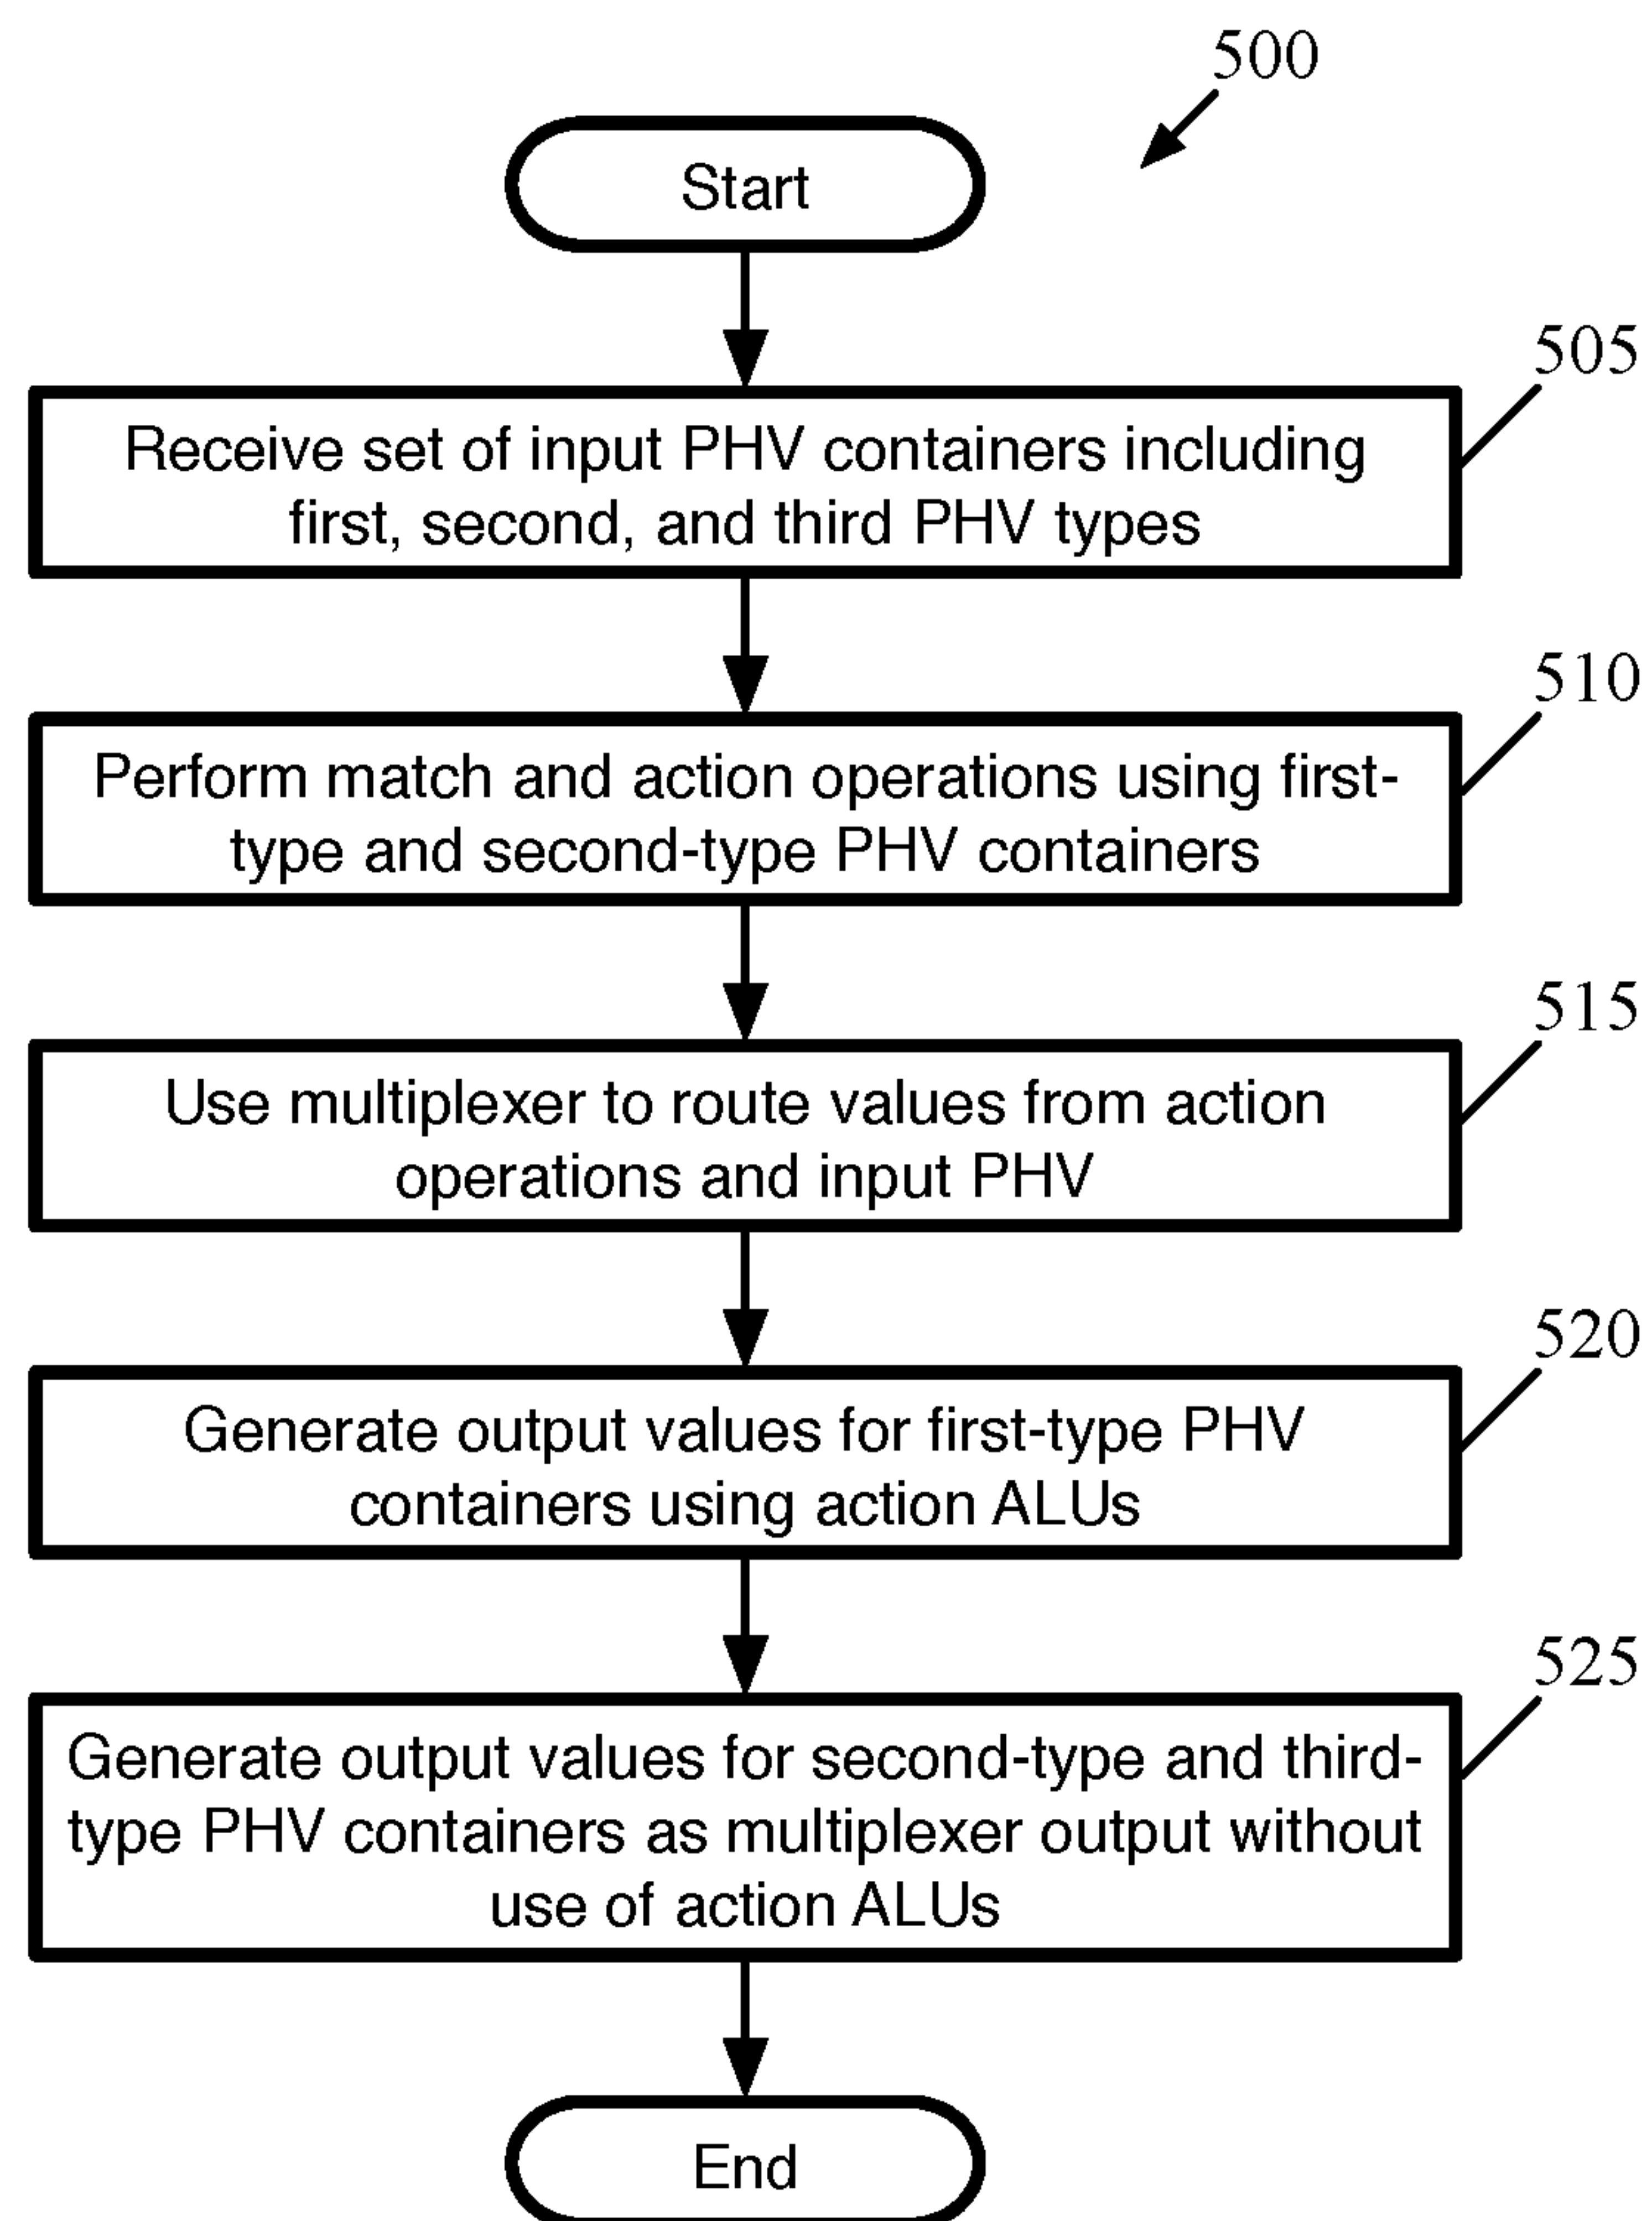 500
Start
505
Receive set of input PHV containers including
first, second, and third PHV types
510
Perform match and action operations using first-
type and second-type PHV containers
515
Use multiplexer to route values from action
operations and input PHV
520
Generate output values for first-type PHV
containers using action ALUs
525
Generate output values for second-type and third-
type PHV containers as multiplexer output without
use of action ALUs
End